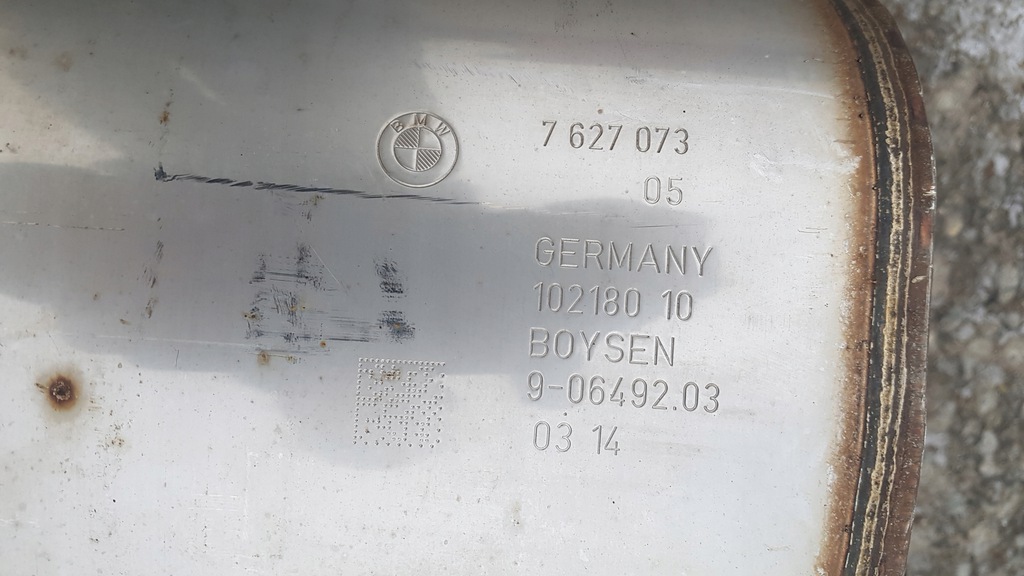 BMW
7 627 073
05
GERMANY
102180 10
BOYSEN
9-06492.03
03 14